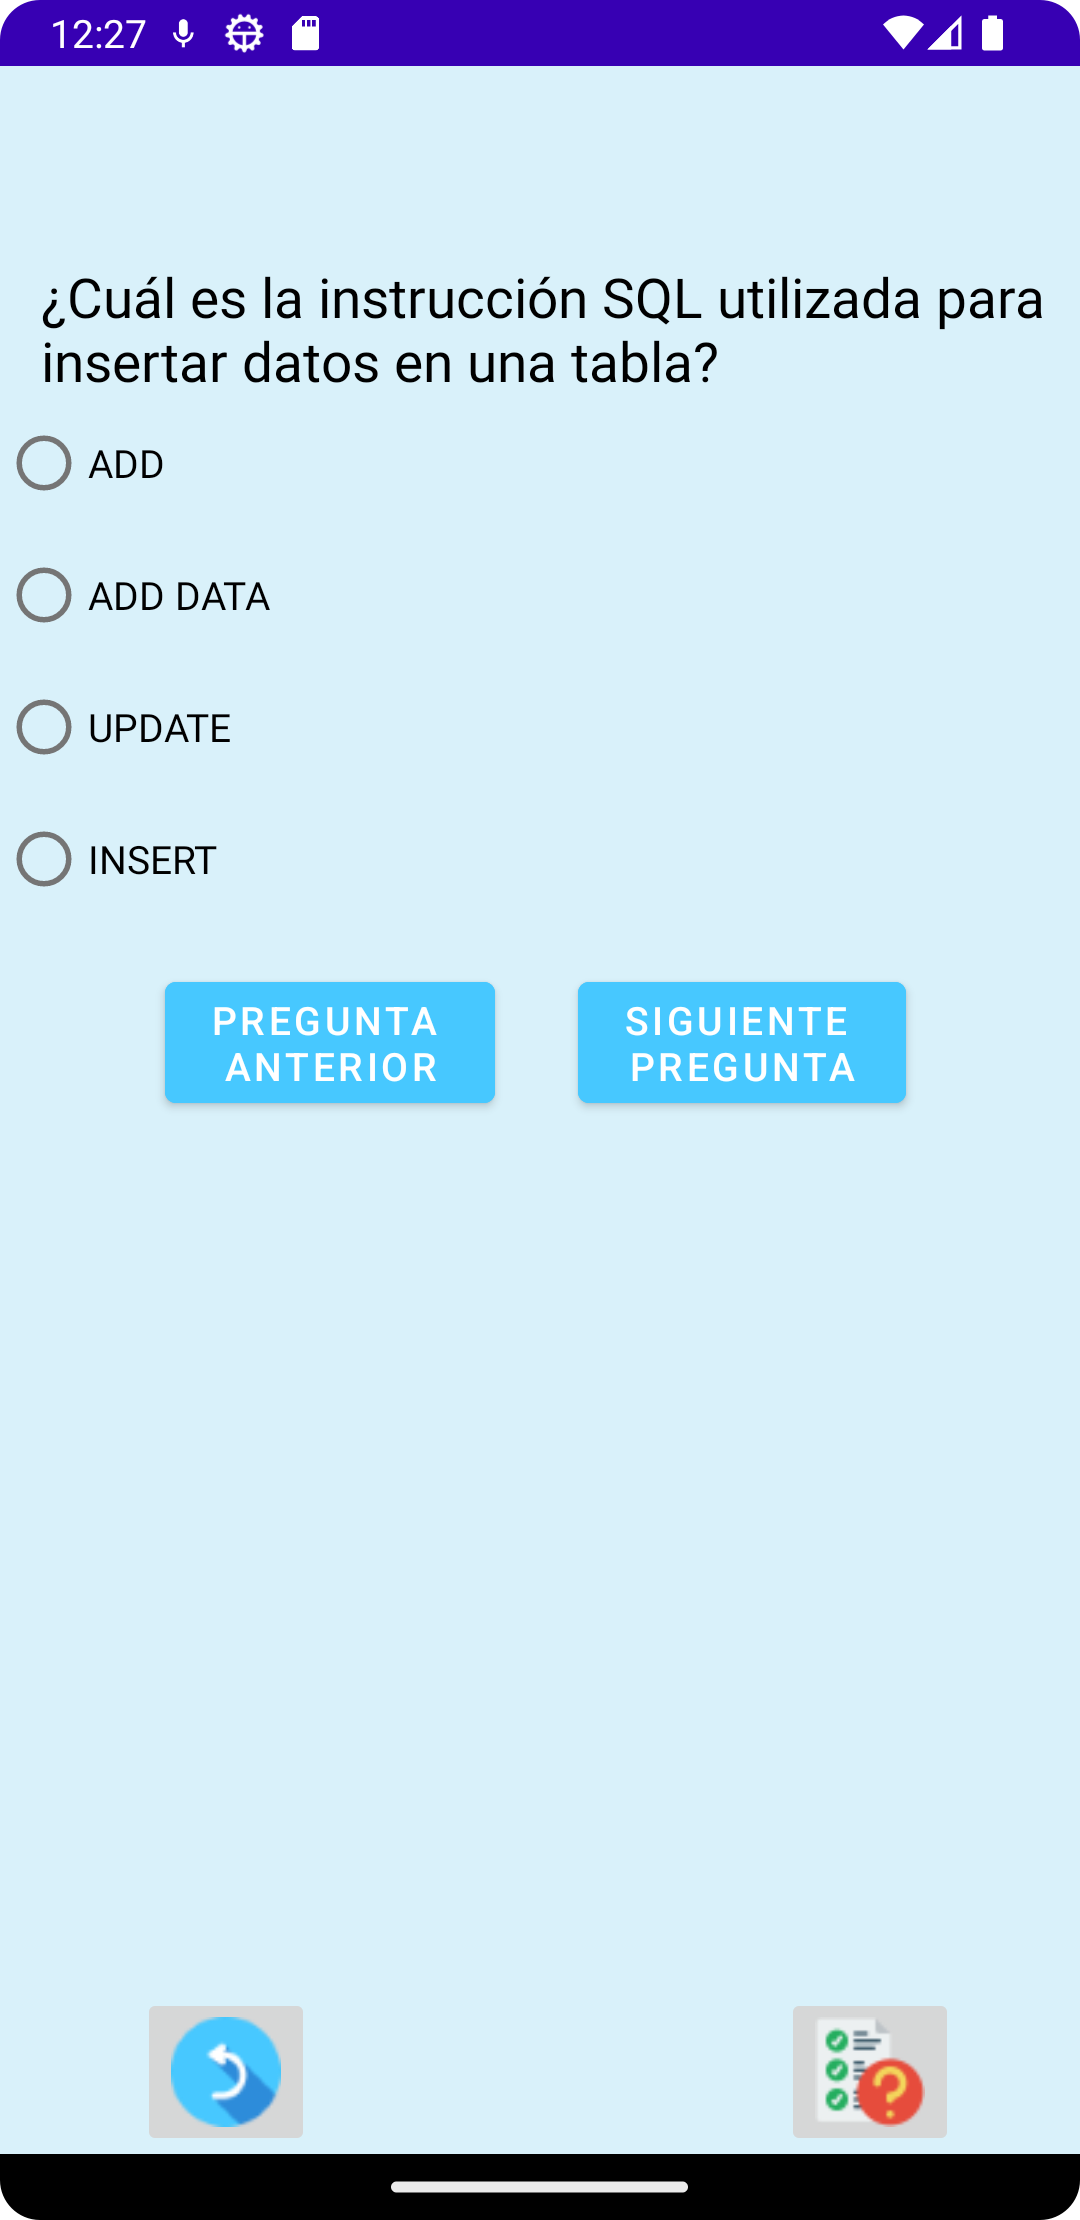 12:27
¿Cuál es la instrucción SQL utilizada para
insertar datos en una tabla?
ADD
ADD DATA
UPDATE
INSERT
PREGUNTA
ANTERIOR
SIGUIENTE
PREGUNTA